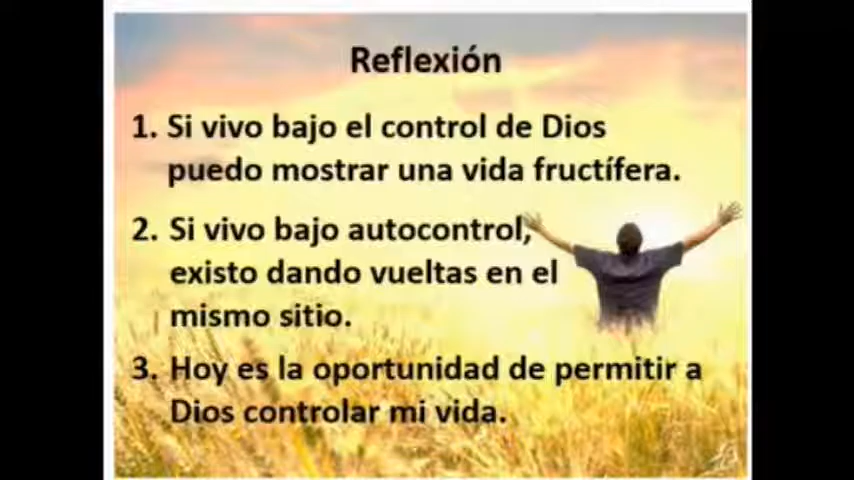 Reflexión
1. Si vivo bajo el control de Dios
puedo mostrar una vida fructífera.
2. Si vivo bajo autocontrol,
existo dando vueltas en el
mismo sitio.
3. Hoy es la oportunidad de permitir a
Dios controlar mi vida.